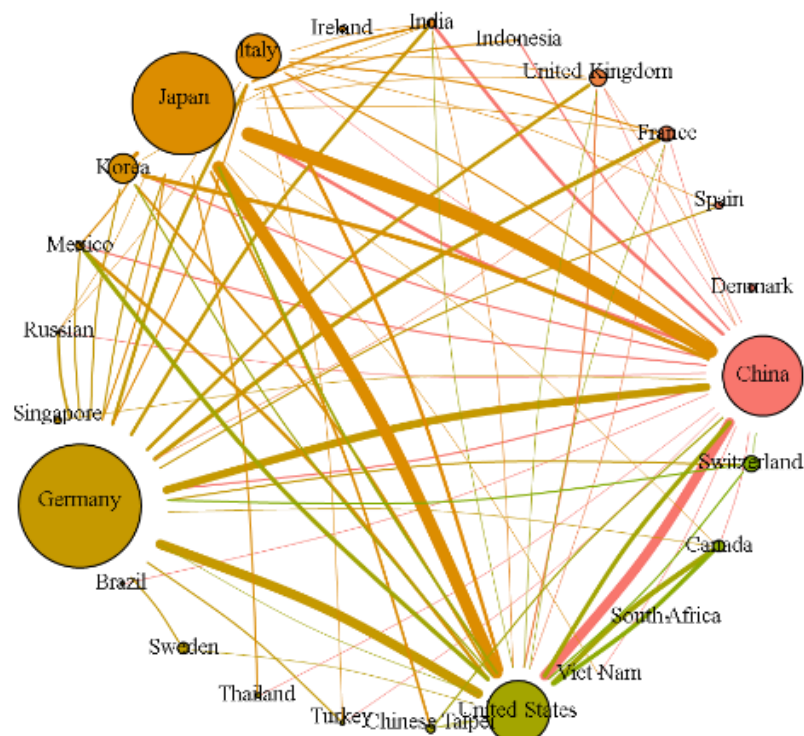 Ireland
India
Indonesia
Italy
United Kingdom
Japan
France
Korea
Spain
Mexico
Denmark
Russian
China
Singapore
Switzerland
Germany
Canada
Brazil
South Africa
Sweden
Viet Nam
Thailand
United States
Turkey
Chinese Taipei